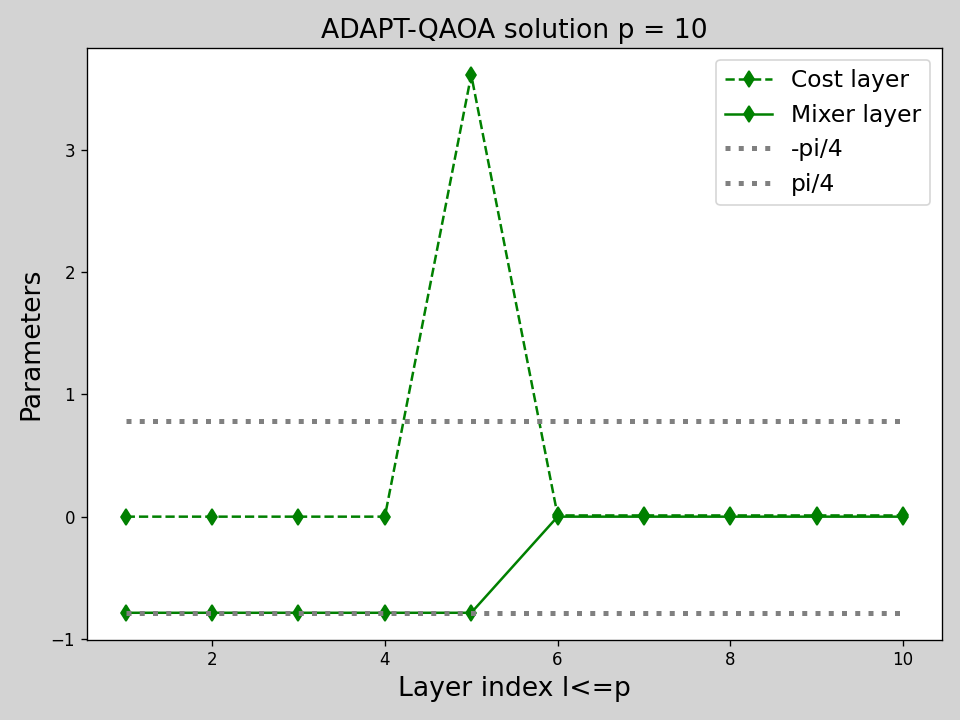 ADAPT-QAOA solution p = 10
Cost layer
Mixer layer
-pi/4
pi/4
Parameters
3
2
1
0
−1
2 4 6 8 10
Layer index l<=p